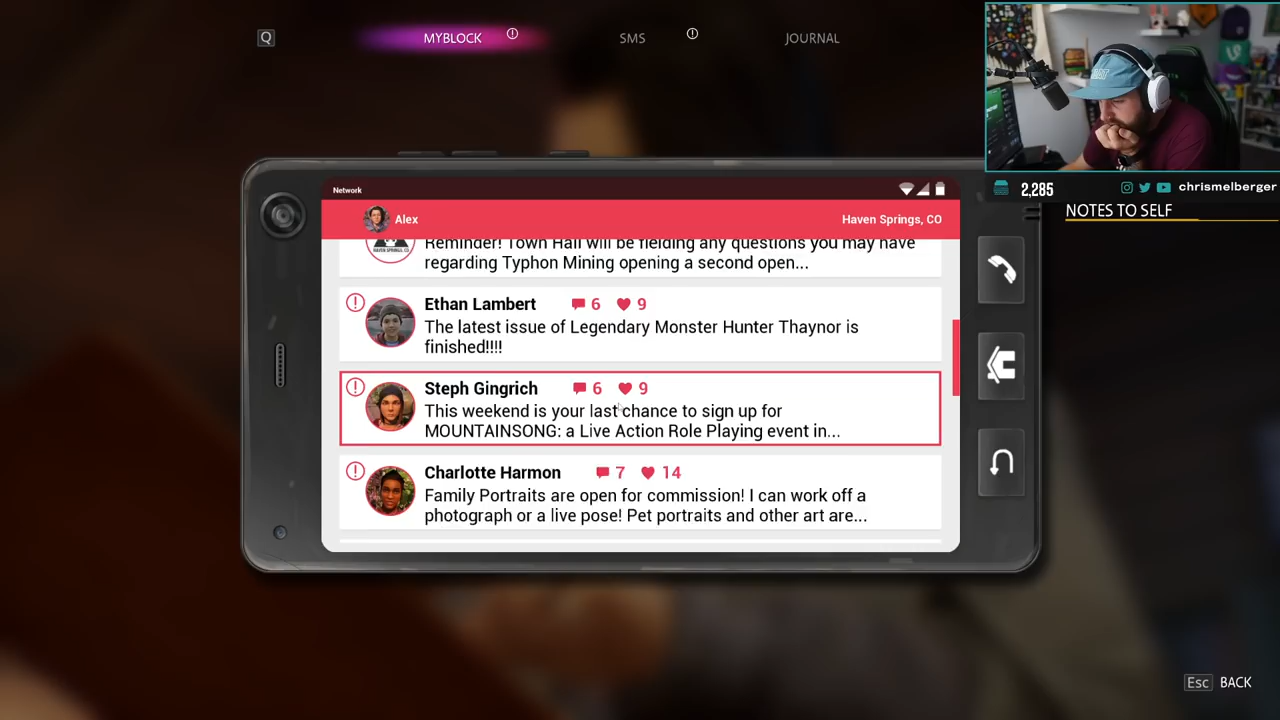 Q
MYBLOCK
SMS
JOURNAL
2,285
chrismelberger
NOTES TO SELF
Network
Alex
Haven Springs, CO
HAVEN SPRINGS, CO.
Reminder! Town Hall will be fielding any questions you may have
regarding Typhon Mining opening a second open...
Ethan Lambert 6 9
The latest issue of Legendary Monster Hunter Thaynor is
finished!!!!
Steph Gingrich 6 9
This weekend is your last chance to sign up for
MOUNTAINSONG: a Live Action Role Playing event in...
Charlotte Harmon 7 14
Family Portraits are open for commission! I can work off a
photograph or a live pose! Pet portraits and other art are...
Esc BACK